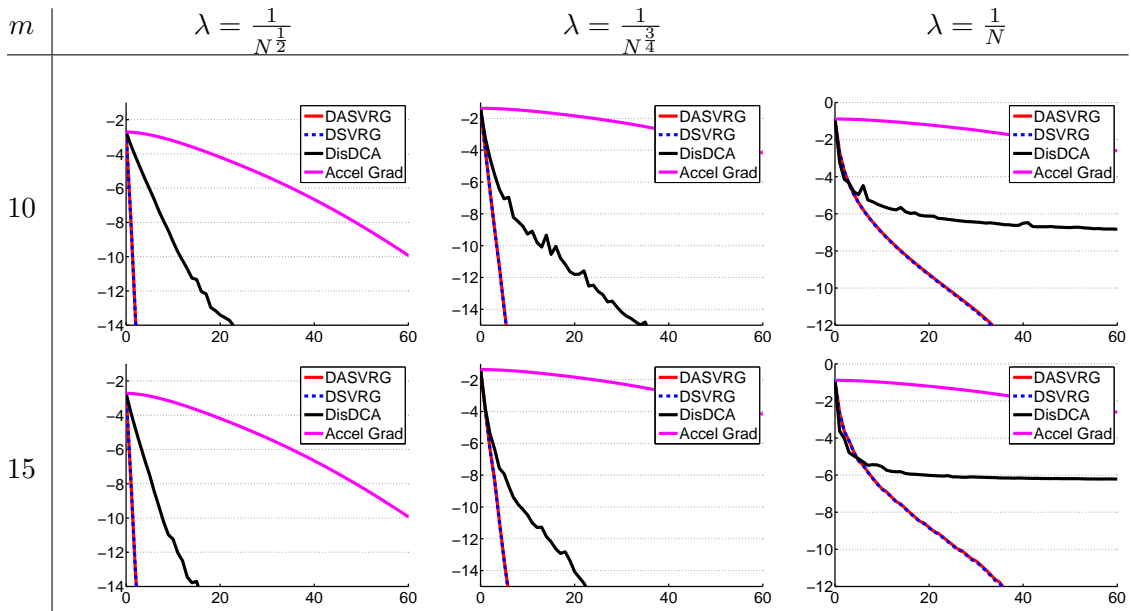 m λ = 1/N^{1/2} λ = 1/N^{3/4} λ = 1/N
10
−2
−4
−6
−8
−10
−12
−14
0 20 40 60
DASVRG
DSVRG
DisDCA
Accel Grad
−2
−4
−6
−8
−10
−12
−14
0 20 40 60
DASVRG
DSVRG
DisDCA
Accel Grad
0
−2
−4
−6
−8
−10
−12
0 20 40 60
DASVRG
DSVRG
DisDCA
Accel Grad
15
−2
−4
−6
−8
−10
−12
−14
0 20 40 60
DASVRG
DSVRG
DisDCA
Accel Grad
−2
−4
−6
−8
−10
−12
−14
0 20 40 60
DASVRG
DSVRG
DisDCA
Accel Grad
0
−2
−4
−6
−8
−10
−12
0 20 40 60
DASVRG
DSVRG
DisDCA
Accel Grad